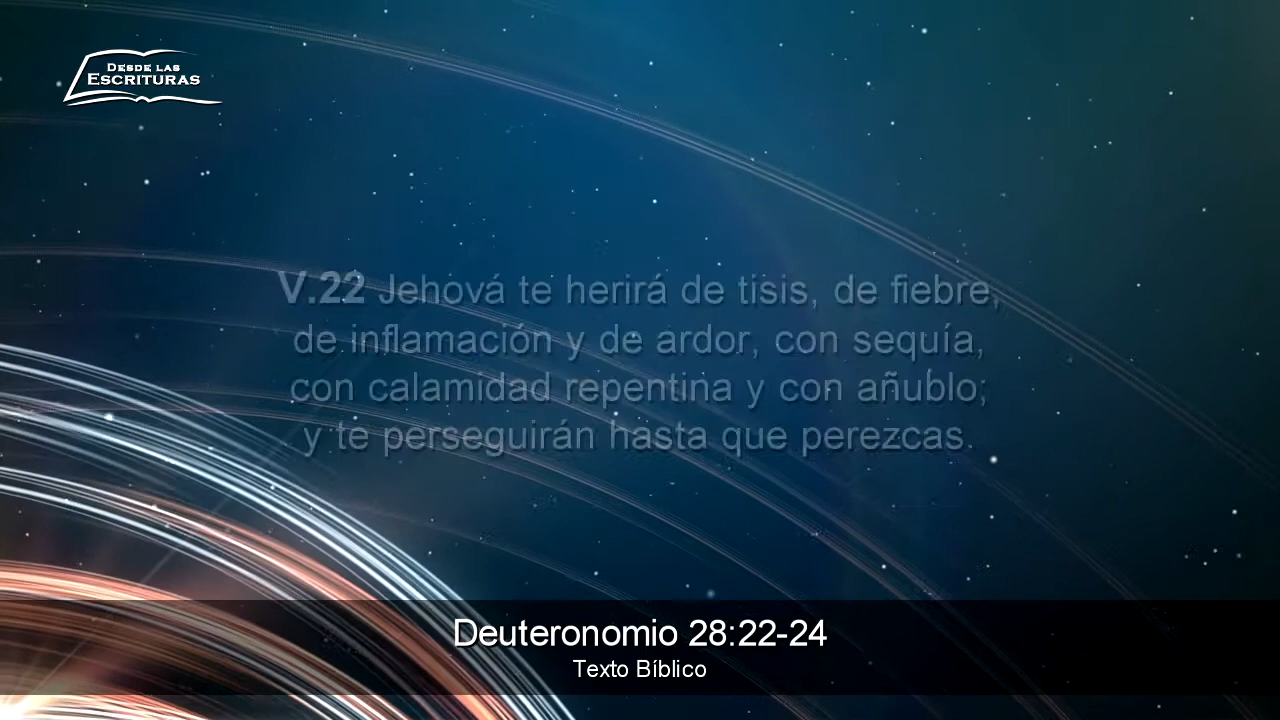 DESDE LAS
ESCRITURAS
V.22 Jehová te herirá de tisis, de fiebre,
de inflamación y de ardor, con sequía,
con calamidad repentina y con añublo;
y te perseguirán hasta que perezcas.
Deuteronomio 28:22-24
Texto Bíblico